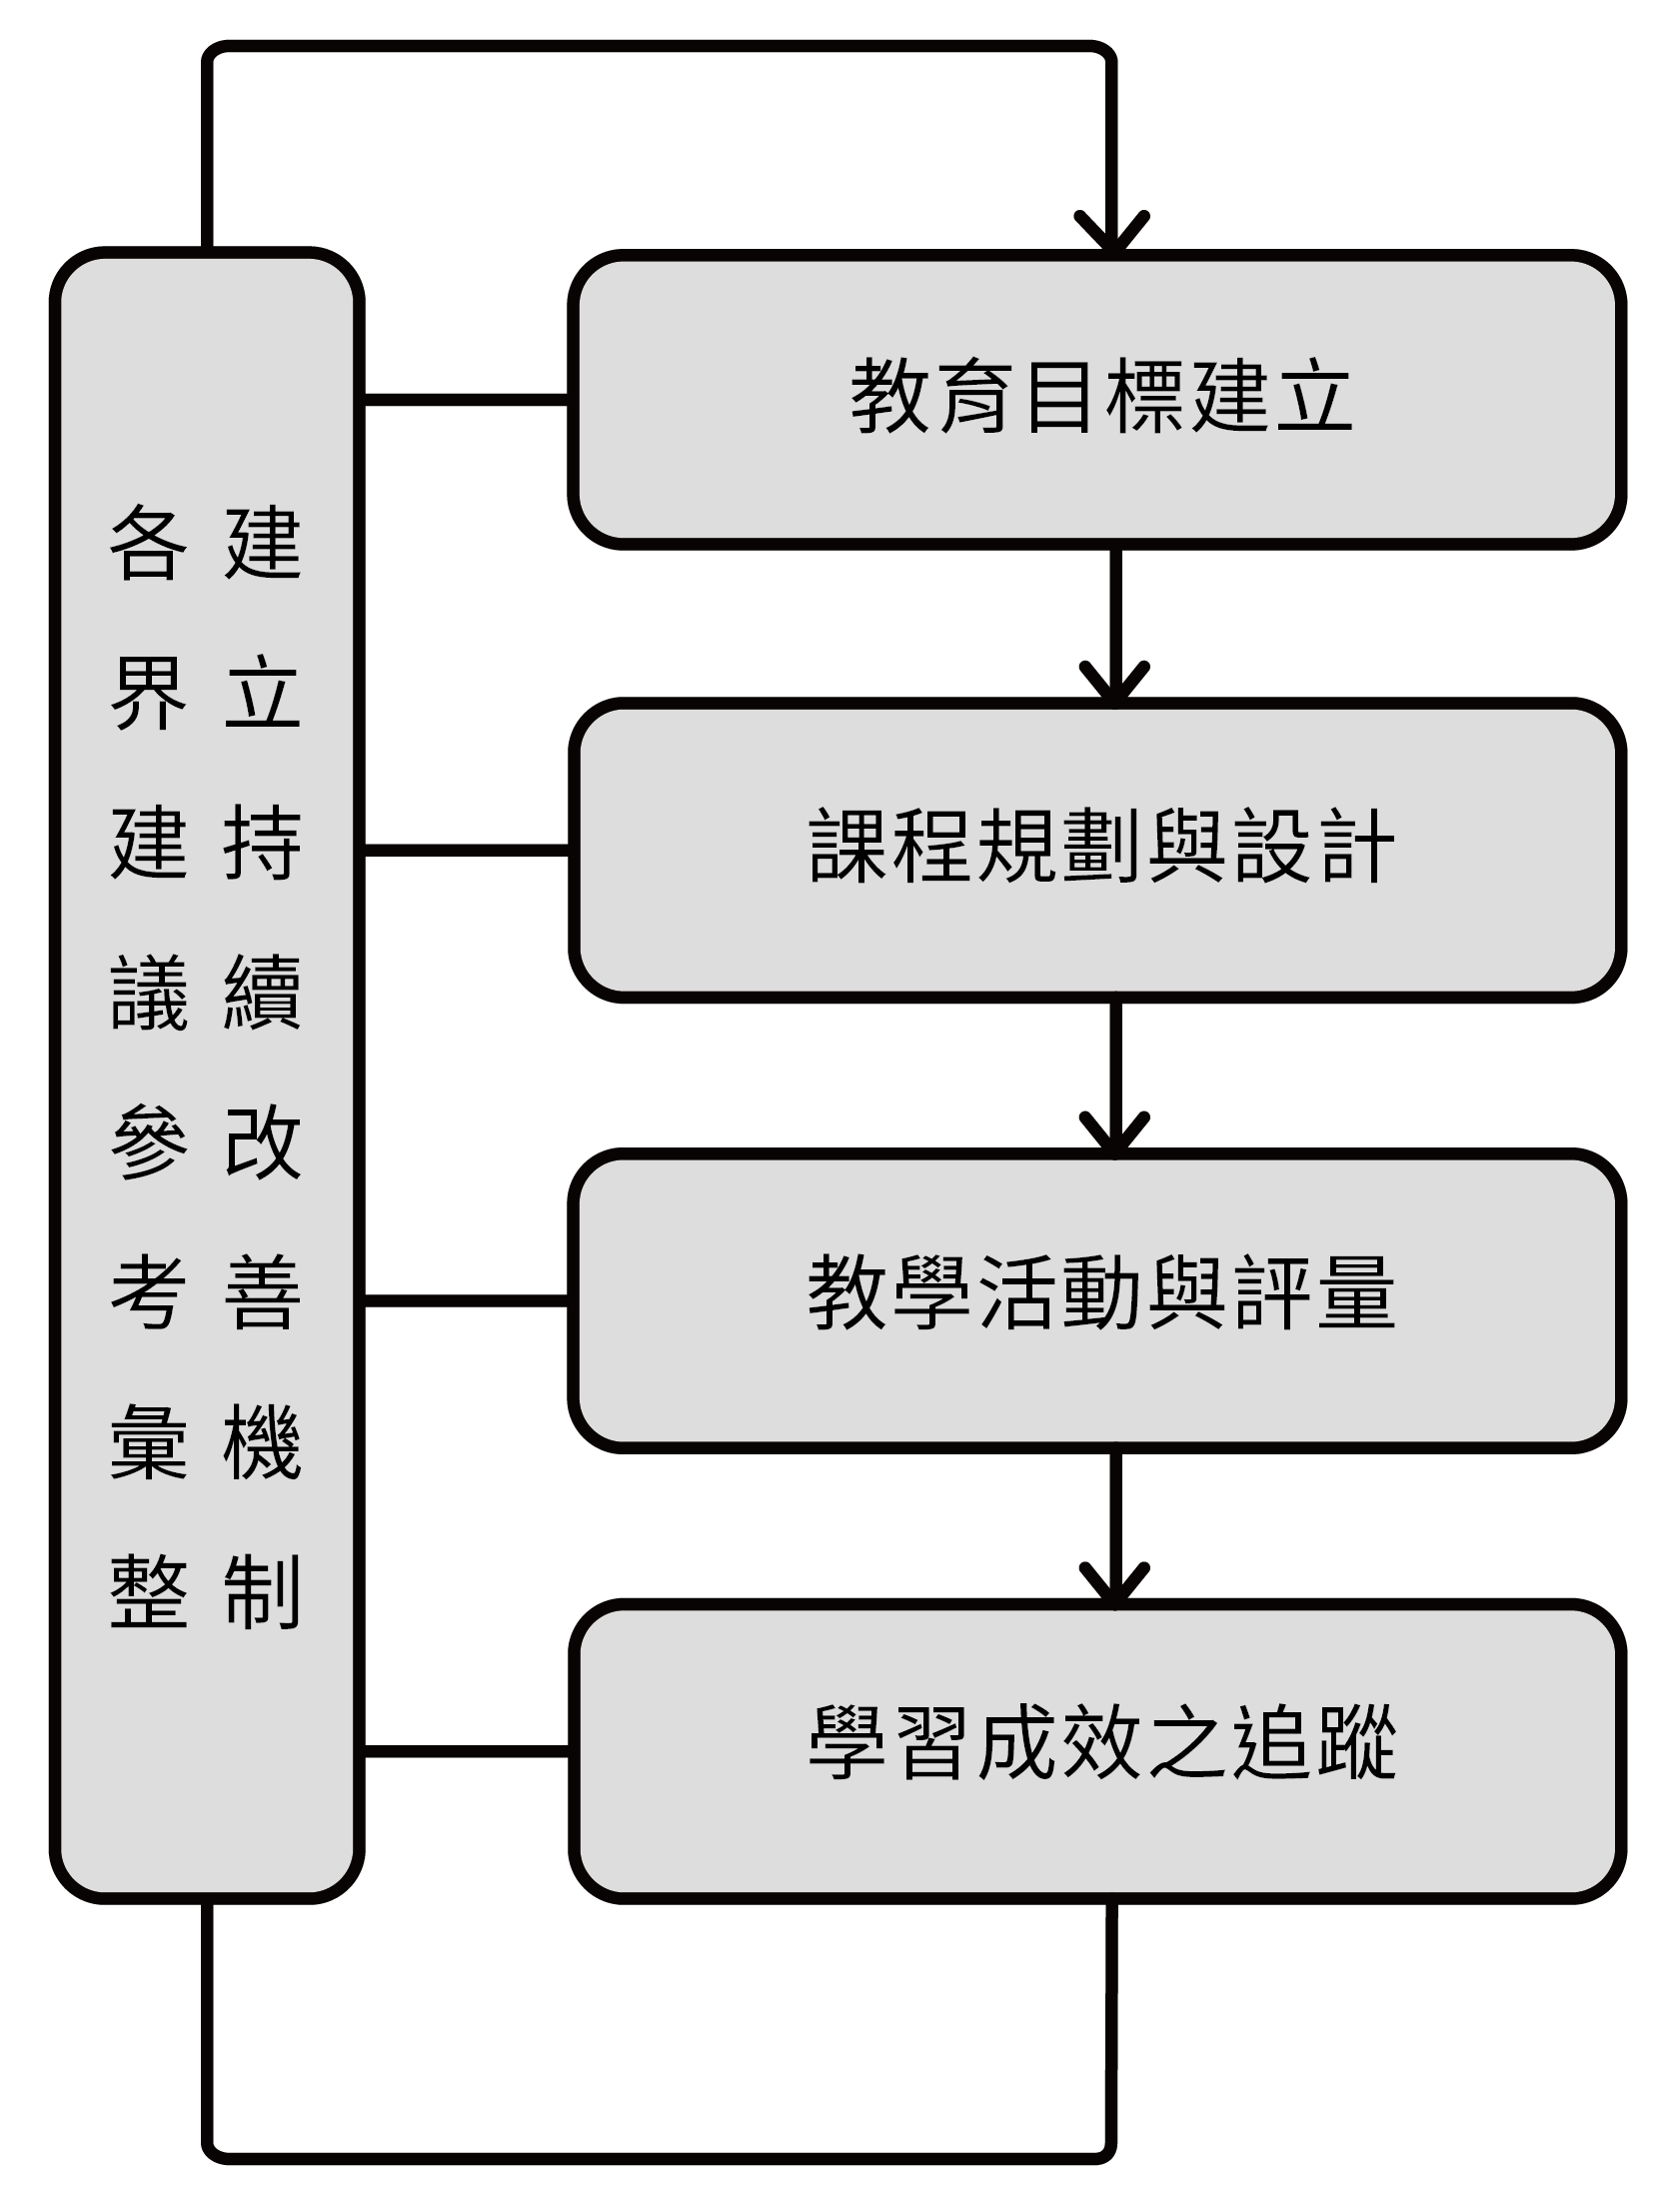 建立持續改善機制
各界建議參考彙整
教育目標建立
課程規劃與設計
教學活動與評量
學習成效之追蹤